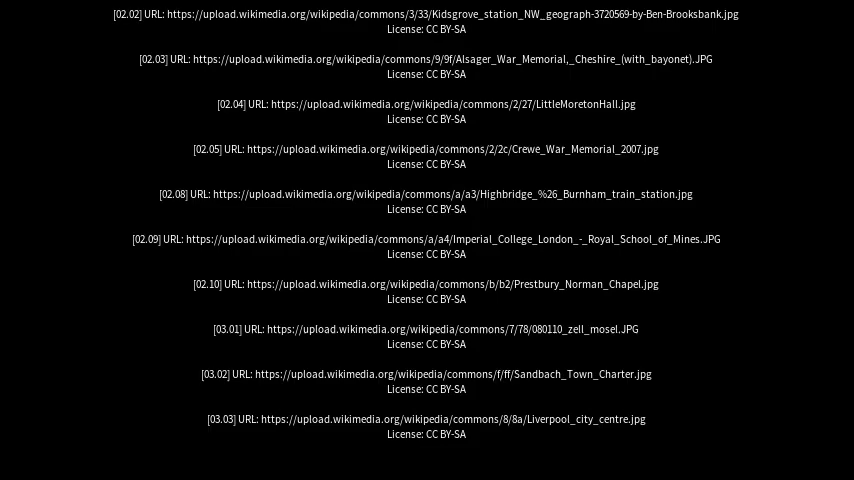 [02.02] URL: https://upload.wikimedia.org/wikipedia/commons/3/33/Kidsgrove_station_NW_geograph-3720569-by-Ben-Brooksbank.jpg
License: CC BY-SA
[02.03] URL: https://upload.wikimedia.org/wikipedia/commons/9/9f/Alsager_War_Memorial,_Cheshire_(with_bayonet).JPG
License: CC BY-SA
[02.04] URL: https://upload.wikimedia.org/wikipedia/commons/2/27/LittleMoretonHall.jpg
License: CC BY-SA
[02.05] URL: https://upload.wikimedia.org/wikipedia/commons/2/2c/Crewe_War_Memorial_2007.jpg
License: CC BY-SA
[02.08] URL: https://upload.wikimedia.org/wikipedia/commons/a/a3/Highbridge_%26_Burnham_train_station.jpg
License: CC BY-SA
[02.09] URL: https://upload.wikimedia.org/wikipedia/commons/a/a4/Imperial_College_London_-_Royal_School_of_Mines.JPG
License: CC BY-SA
[02.10] URL: https://upload.wikimedia.org/wikipedia/commons/b/b2/Prestbury_Norman_Chapel.jpg
License: CC BY-SA
[03.01] URL: https://upload.wikimedia.org/wikipedia/commons/7/78/080110_zell_mosel.JPG
License: CC BY-SA
[03.02] URL: https://upload.wikimedia.org/wikipedia/commons/f/ff/Sandbach_Town_Charter.jpg
License: CC BY-SA
[03.03] URL: https://upload.wikimedia.org/wikipedia/commons/8/8a/Liverpool_city_centre.jpg
License: CC BY-SA